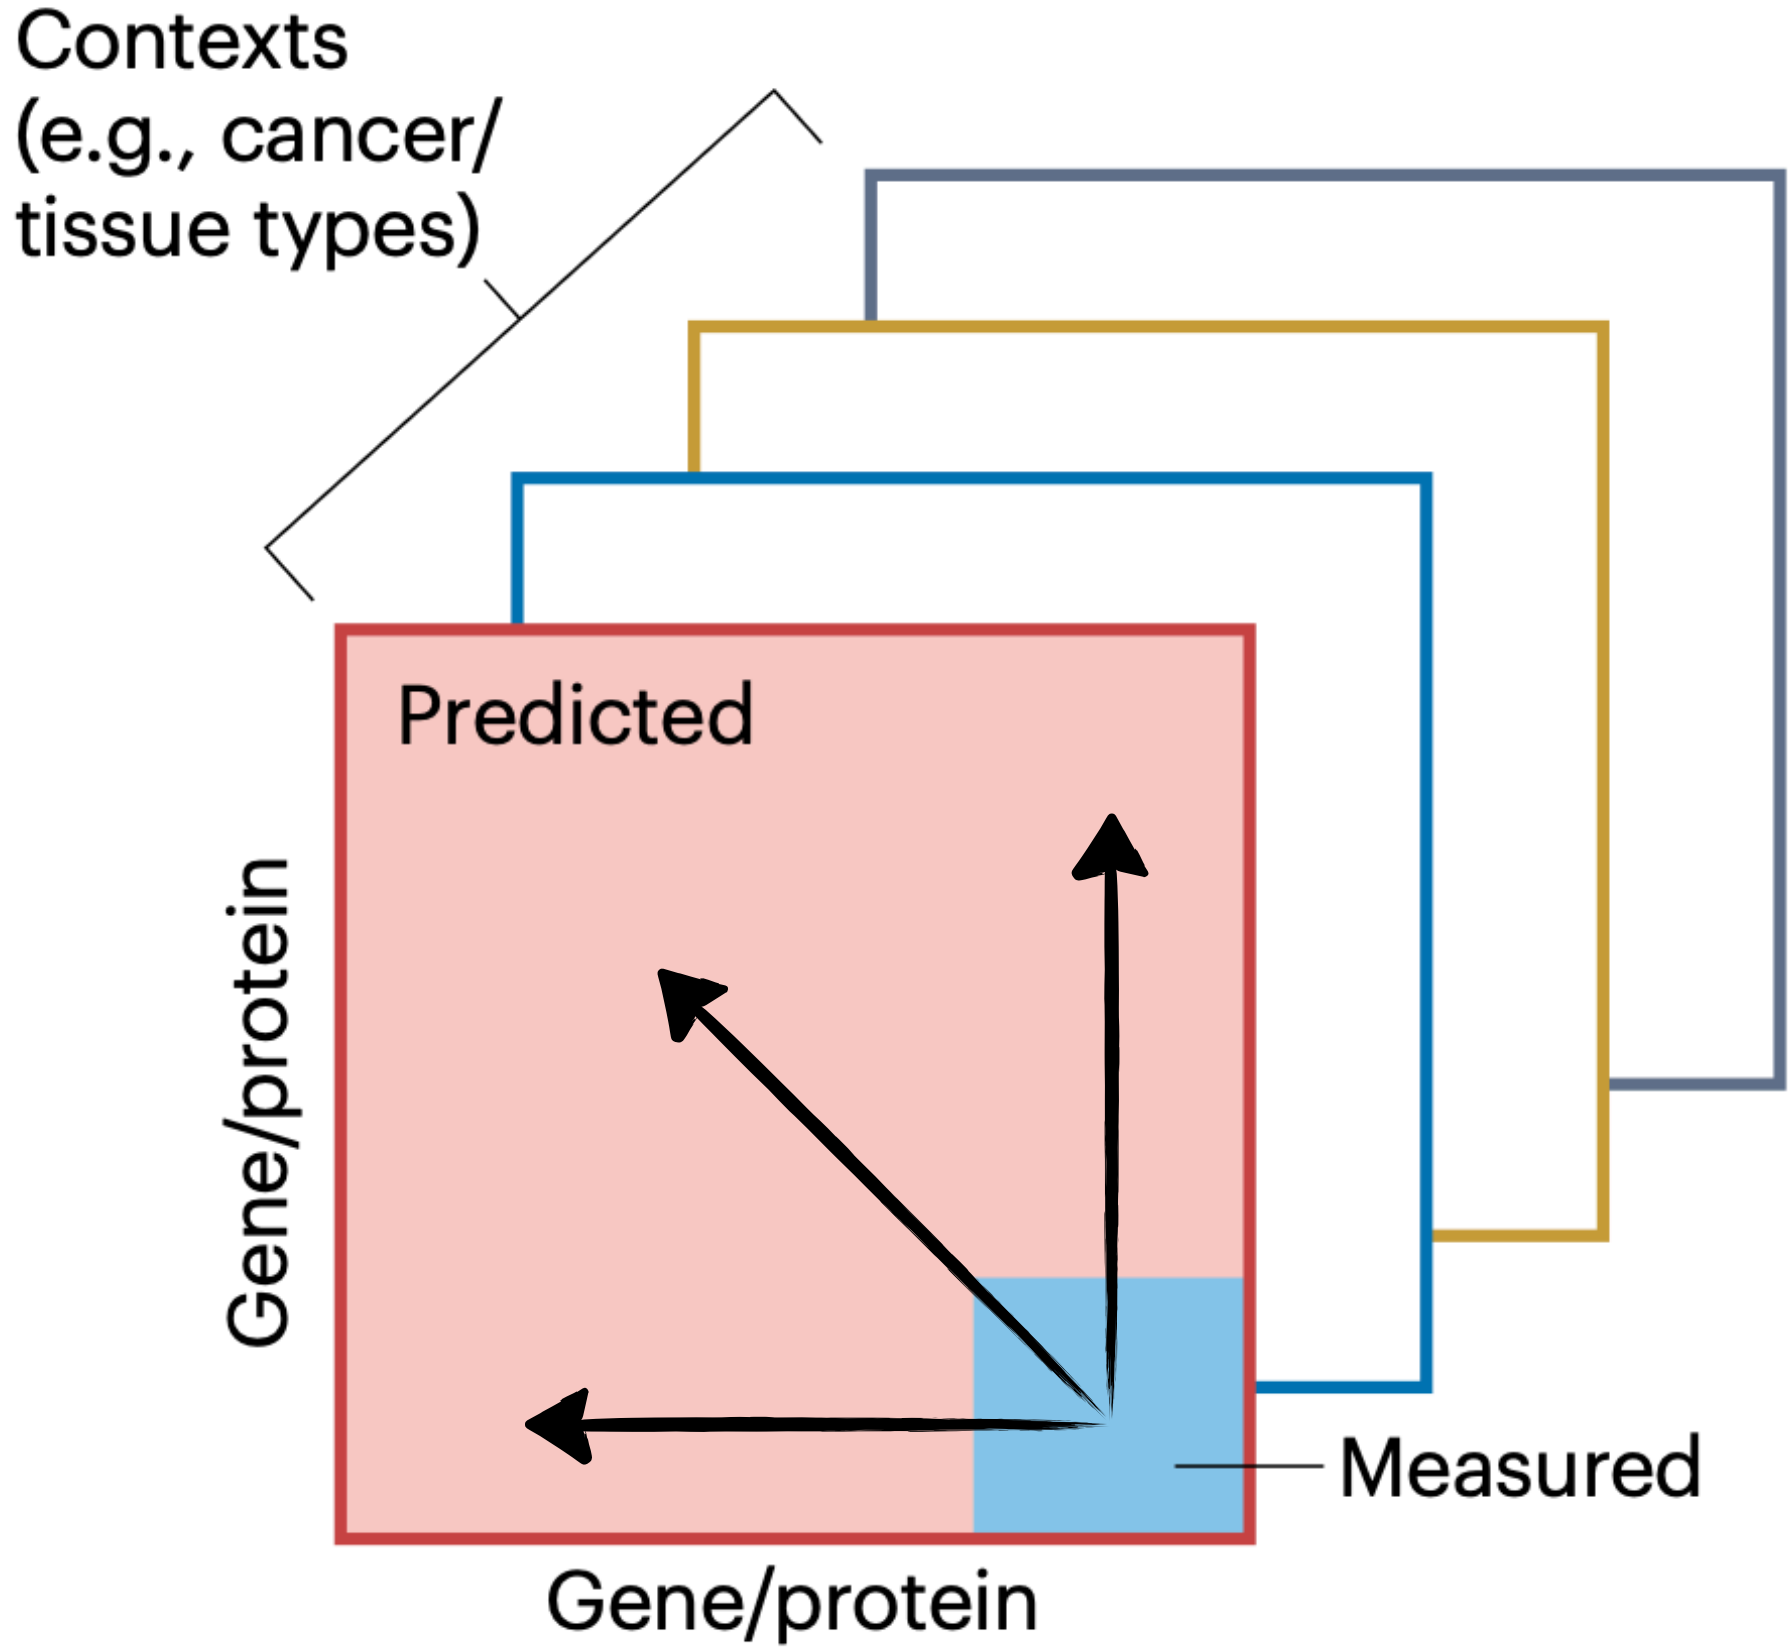 Contexts
(e.g., cancer/
tissue types)
Predicted
Gene/protein
Measured
Gene/protein